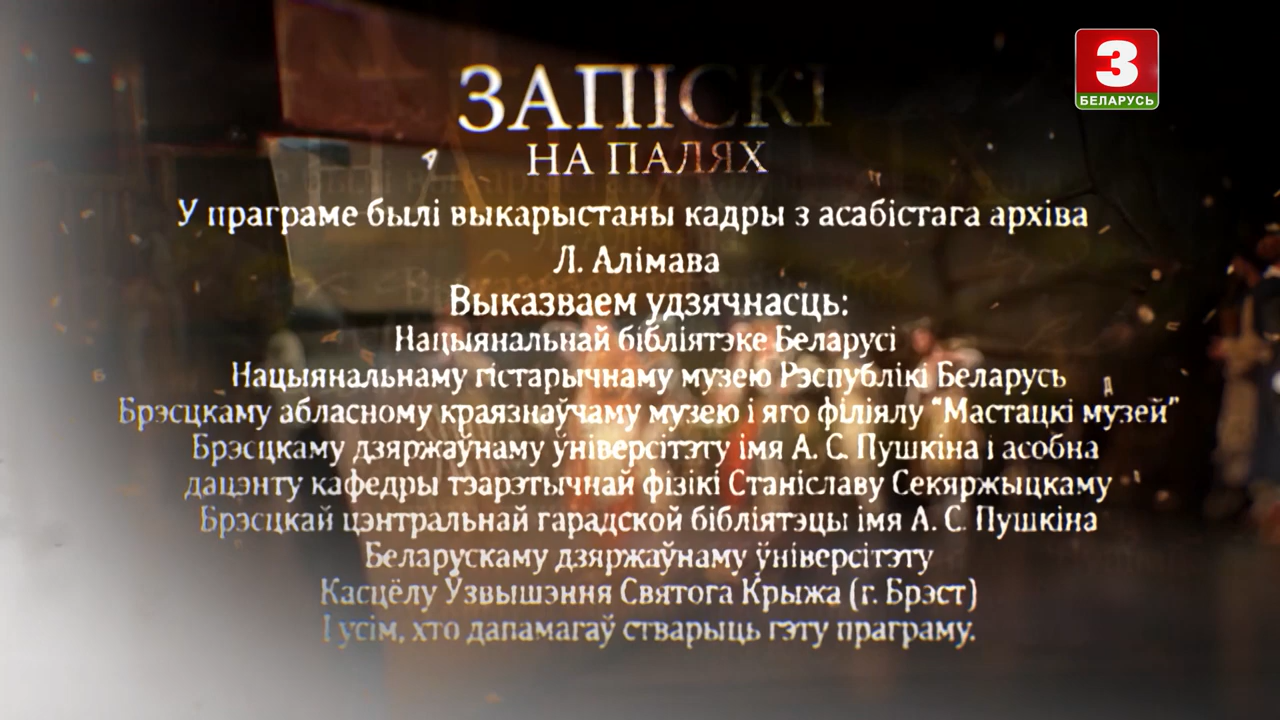 ЗАПІСКІ
НА ПАЛЯХ
3
БЕЛАРУСЬ
У праграме былі выкарыстаны кадры з асабістага архіва
Л. Алімава
Выказваем удзячнасць:
Нацыянальнай бібліятэке Беларусі
Нацыянальнаму гістарычнаму музею Рэспублікі Беларусь
Брэсцкаму абласному краязнаўчаму музею і яго філіялу “Мастацкі музей”
Брэсцкаму дзяржаўнаму ўніверсітэту імя А. С. Пушкіна і асобна
дацэнту кафедры тэарэтычнай фізікі Станіславу Секяржыцкаму
Брэсцкай цэнтральнай гарадской бібліятэцы імя А. С. Пушкіна
Беларускаму дзяржаўнаму ўніверсітэту
Касцёлу Узвышэння Святога Крыжа (г. Брэст)
І усім, хто дапамагаў стварыць гэту праграму.